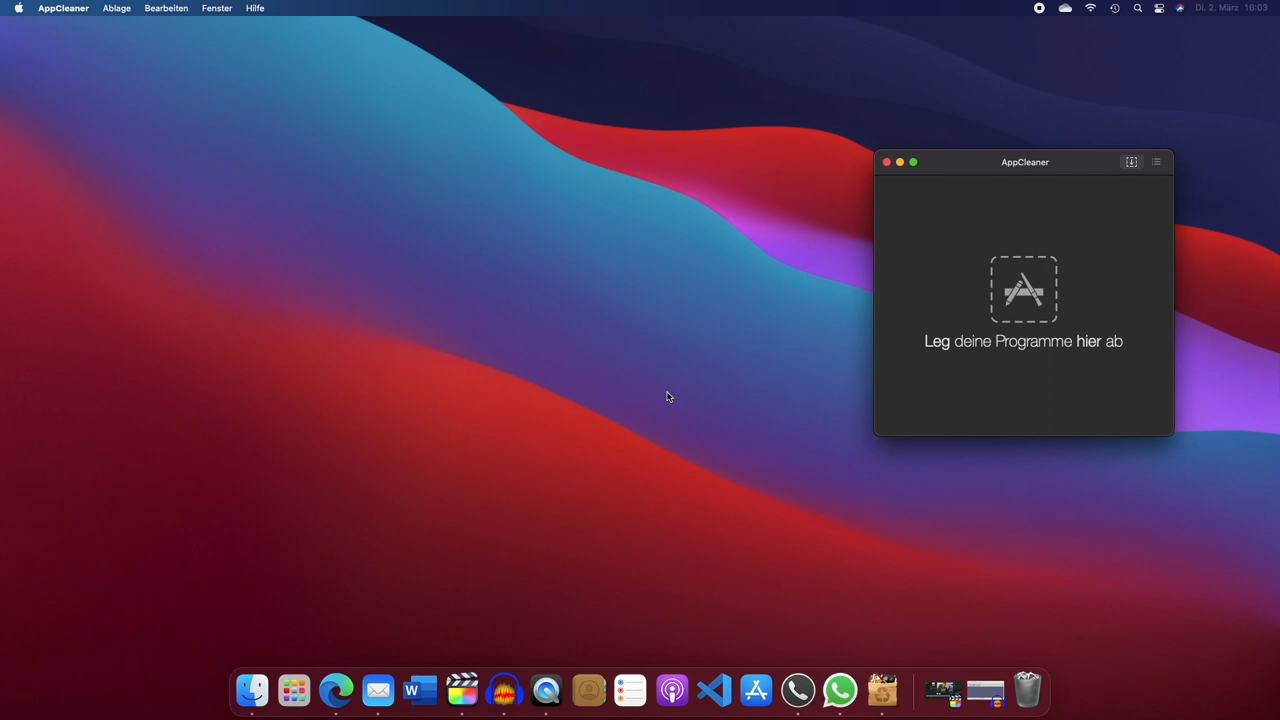 AppCleaner Ablage Bearbeiten Fenster Hilfe Di. 2. März 16:03
AppCleaner
Leg deine Programme hier ab